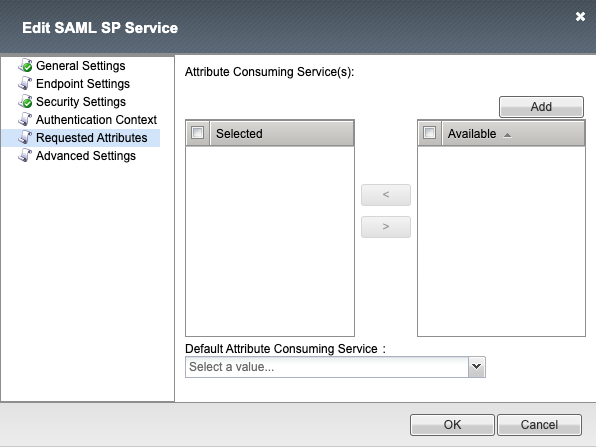 Edit SAML SP Service
General Settings
Endpoint Settings
Security Settings
Authentication Context
Requested Attributes
Advanced Settings
Attribute Consuming Service(s):
Add
Selected
Available
<
>
Default Attribute Consuming Service :
Select a value...
OK
Cancel